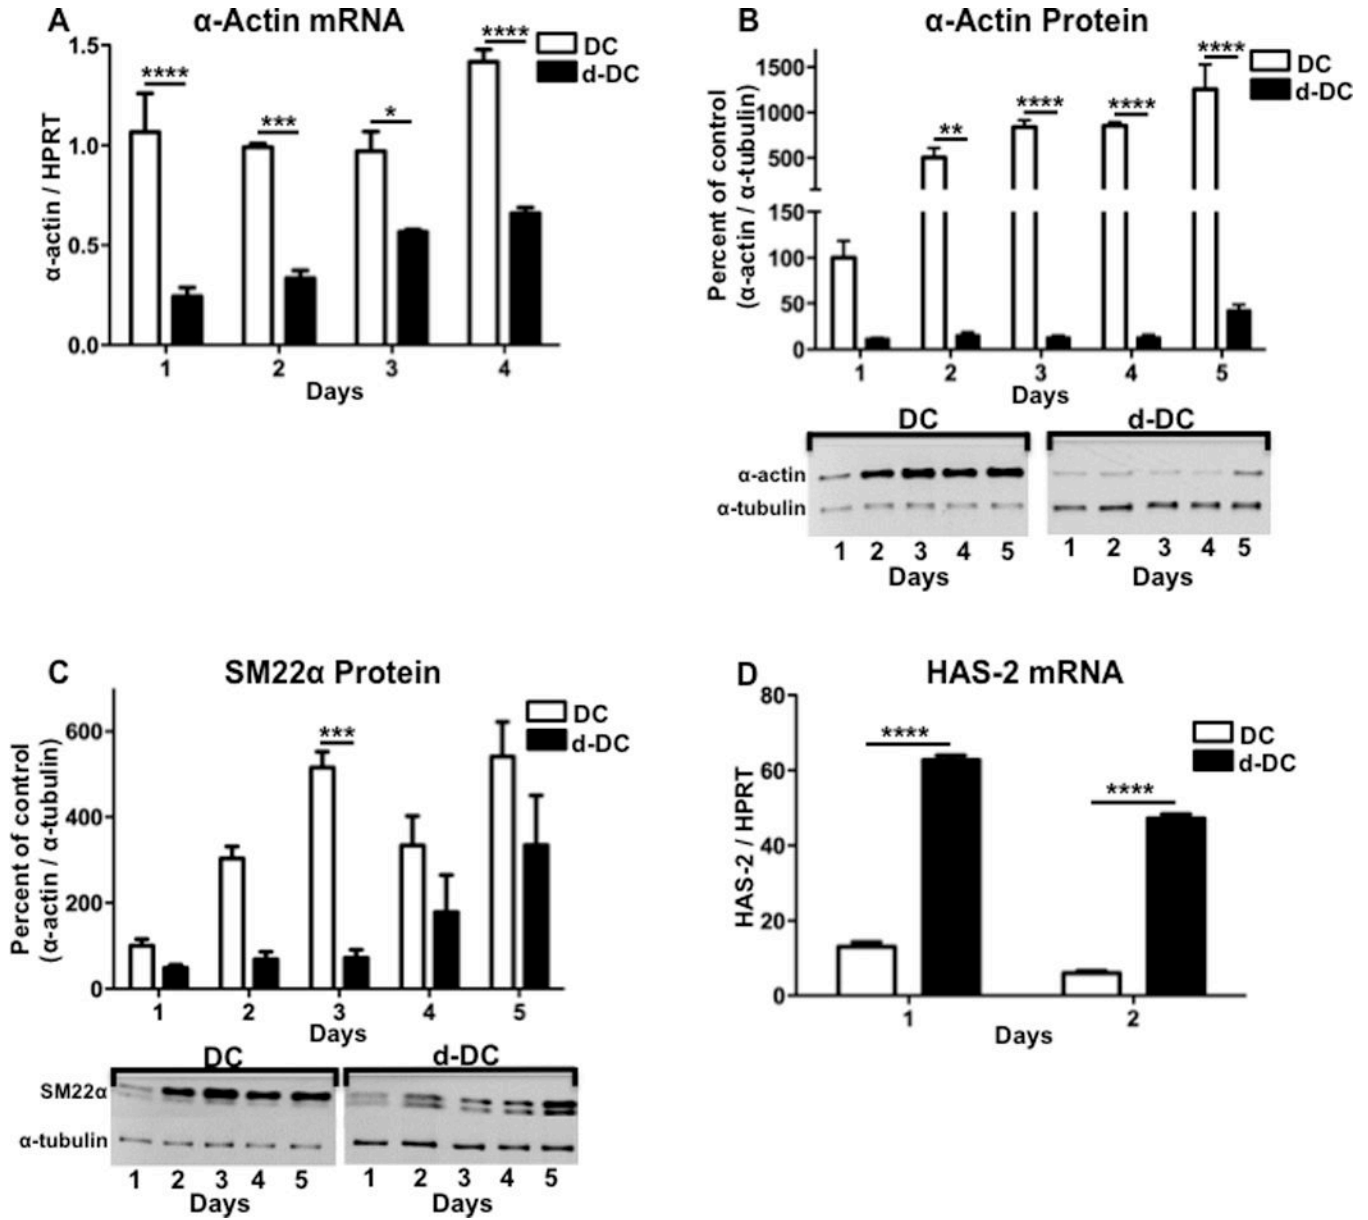 A
α-Actin mRNA
α-actin / HPRT
1.5
1.0
0.5
0.0
****
***
*
****
DC
d-DC
1 2 3 4
Days
B
α-Actin Protein
Percent of control
(α-actin / α-tubulin)
1500
1000
500
150
100
50
0
**
****
****
****
DC
d-DC
1 2 3 4 5
Days
DC d-DC
α-actin
α-tubulin
1 2 3 4 5 1 2 3 4 5
Days Days
C
SM22α Protein
Percent of control
(α-actin / α-tubulin)
600
400
200
0
***
DC
d-DC
1 2 3 4 5
Days
DC d-DC
SM22α
α-tubulin
1 2 3 4 5 1 2 3 4 5
Days Days
D
HAS-2 mRNA
HAS-2 / HPRT
80
60
40
20
0
****
****
DC
d-DC
1 2
Days